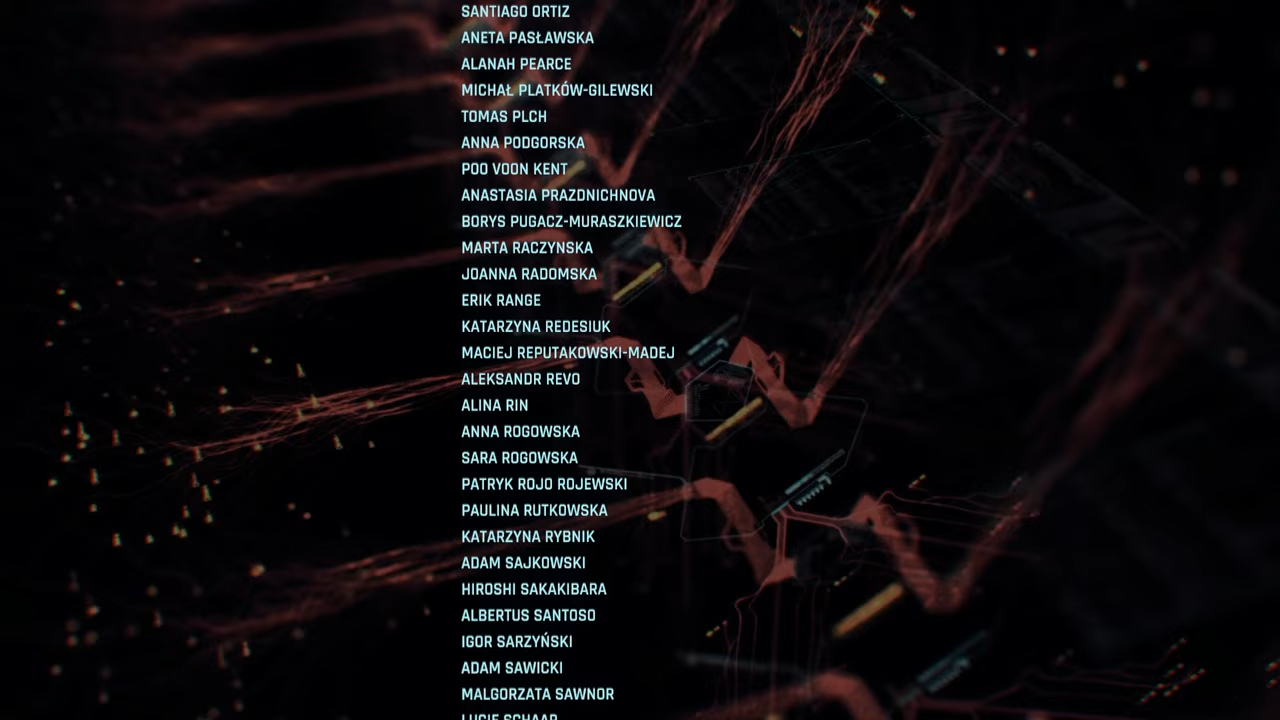 SANTIAGO ORTIZ
ANETA PASŁAWSKA
ALANAH PEARCE
MICHAŁ PLATKÓW-GILEWSKI
TOMAS PLCH
ANNA PODGORSKA
POO VOON KENT
ANASTASIA PRAZDNICHNOVA
BORYS PUGACZ-MURASZKIEWICZ
MARTA RACZYNSKA
JOANNA RADOMSKA
ERIK RANGE
KATARZYNA REDESIUK
MACIEJ REPUTAKOWSKI-MADEJ
ALEKSANDR REVO
ALINA RIN
ANNA ROGOWSKA
SARA ROGOWSKA
PATRYK ROJO ROJEWSKI
PAULINA RUTKOWSKA
KATARZYNA RYBNIK
ADAM SAJKOWSKI
HIROSHI SAKAKIBARA
ALBERTUS SANTOSO
IGOR SARZYŃSKI
ADAM SAWICKI
MALGORZATA SAWNOR
LUCIE SCHAAP